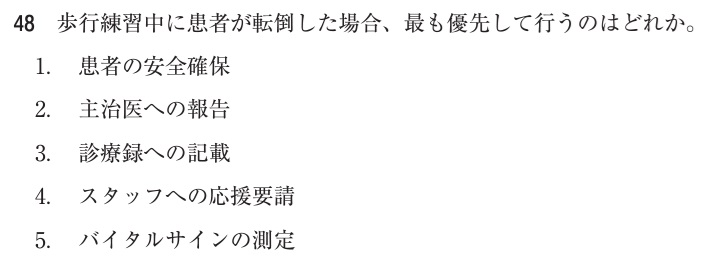 48 歩行練習中に患者が転倒した場合、最も優先して行うのはどれか。
1. 患者の安全確保
2. 主治医への報告
3. 診療録への記載
4. スタッフへの応援要請
5. バイタルサインの測定